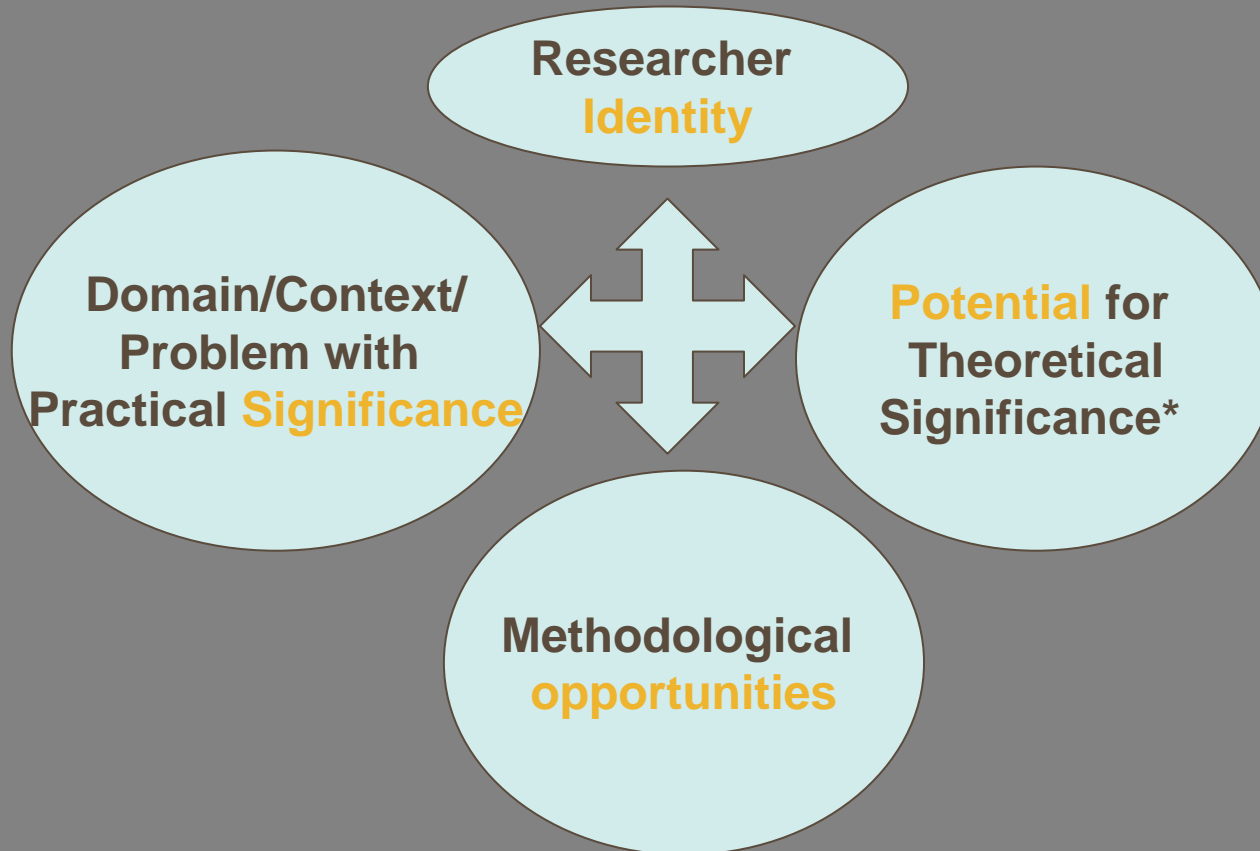 Researcher
Identity
Domain/Context/
Problem with
Practical Significance
Potential for
Theoretical
Significance*
Methodological
opportunities